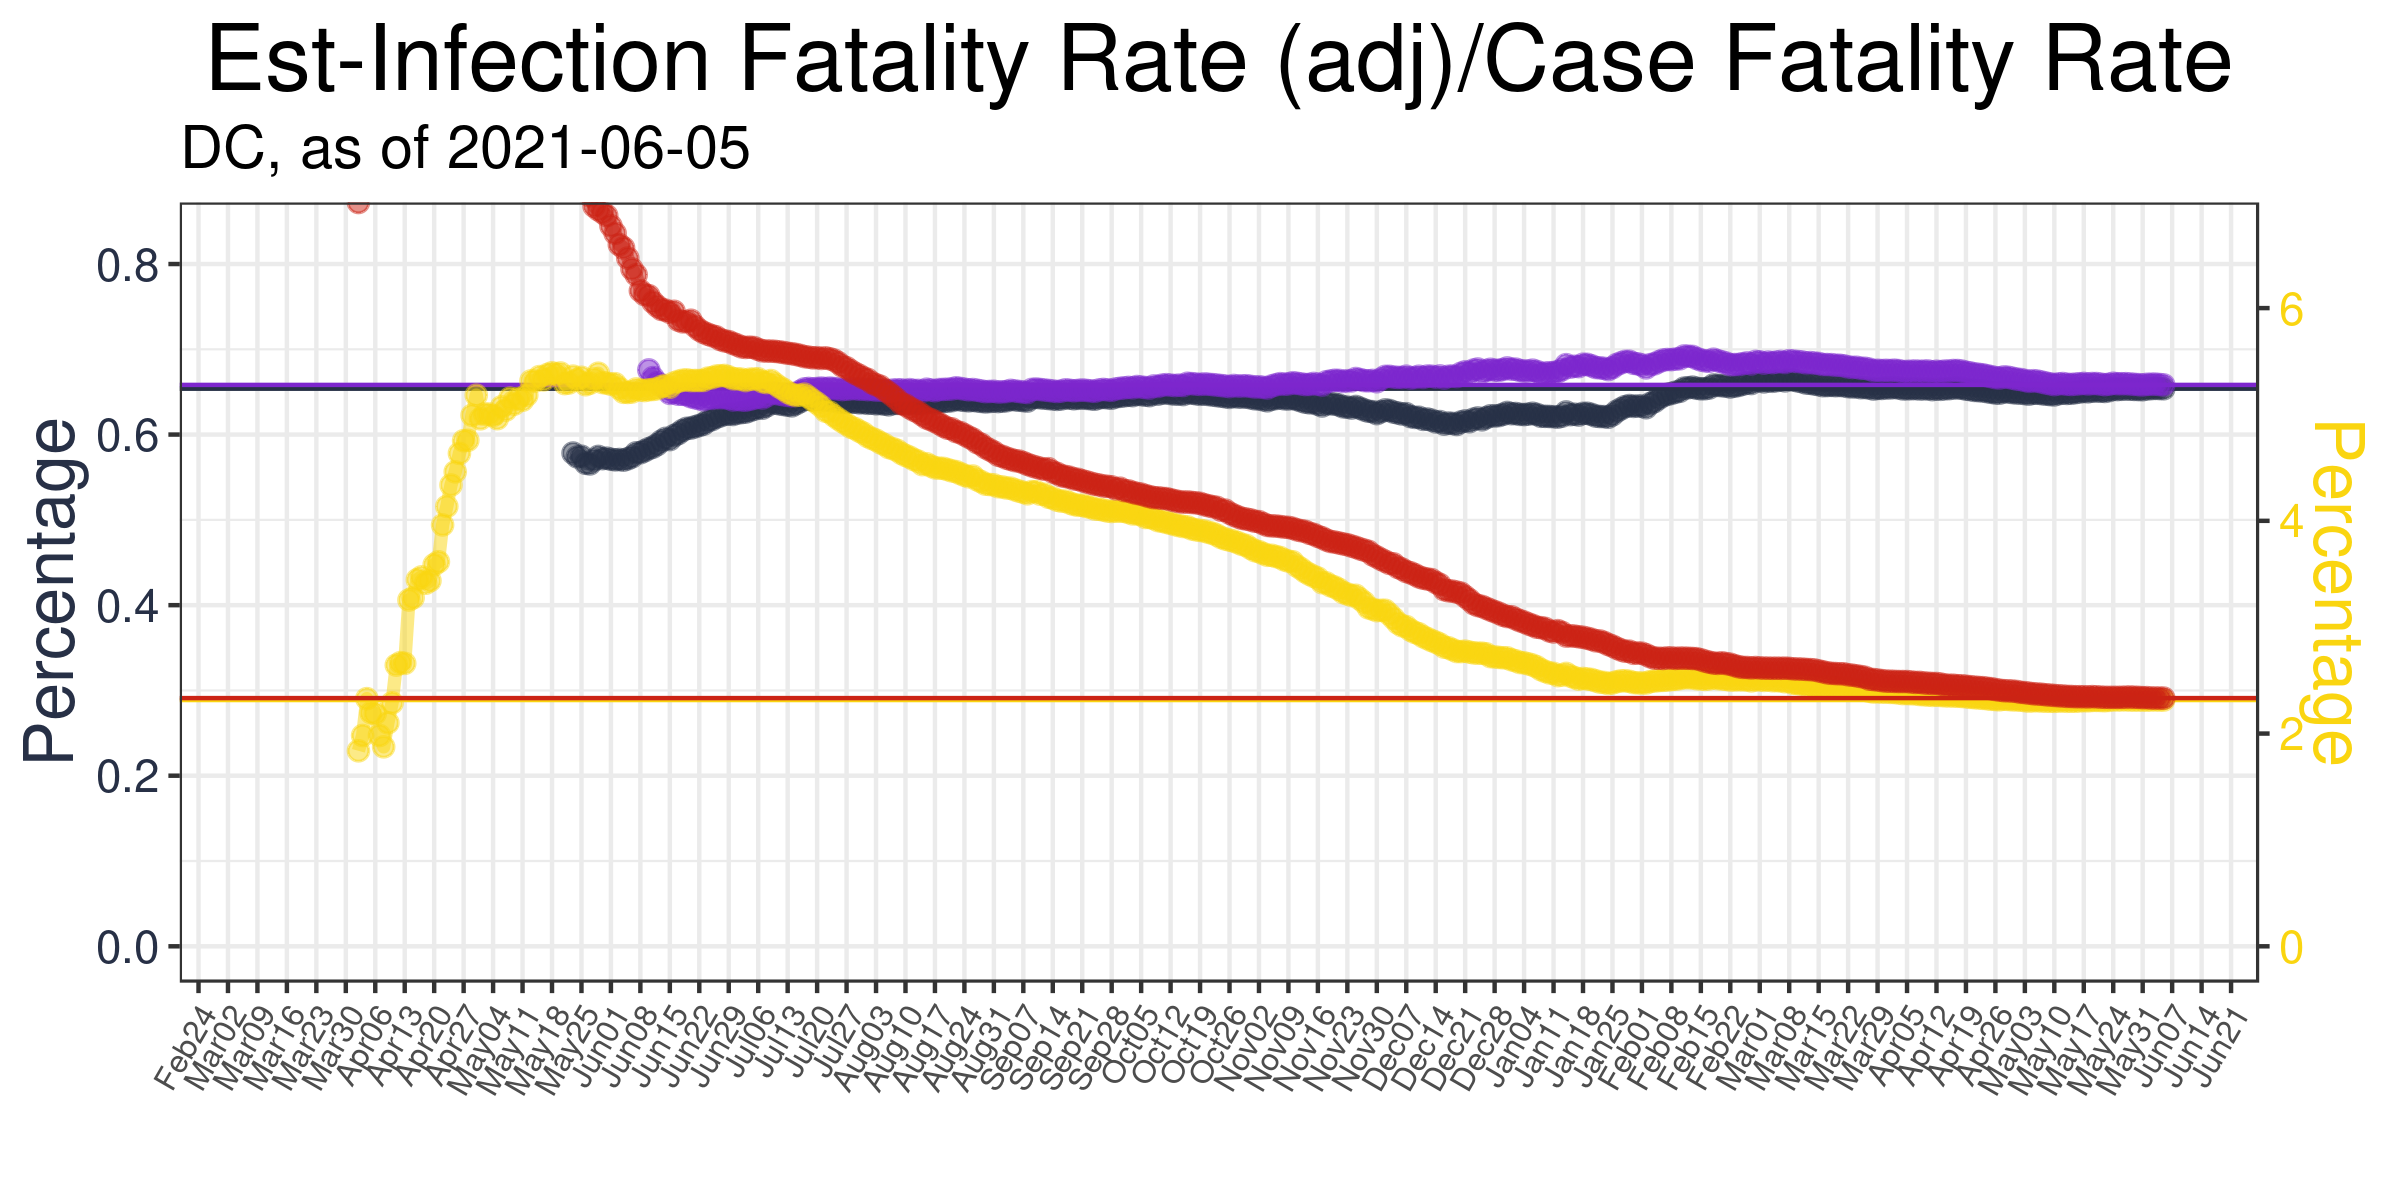 Est-Infection Fatality Rate (adj)/Case Fatality Rate
DC, as of 2021-06-05
Percentage
0.8
0.6
0.4
0.2
0.0
6
4
2
0
Percentage
Feb24
Mar02
Mar09
Mar16
Mar23
Mar30
Apr06
Apr13
Apr20
Apr27
May04
May11
May18
May25
Jun01
Jun08
Jun15
Jun22
Jun29
Jul06
Jul13
Jul20
Jul27
Aug03
Aug10
Aug17
Aug24
Aug31
Sep07
Sep14
Sep21
Sep28
Oct05
Oct12
Oct19
Oct26
Nov02
Nov09
Nov16
Nov23
Nov30
Dec07
Dec14
Dec21
Dec28
Jan04
Jan11
Jan18
Jan25
Feb01
Feb08
Feb15
Feb22
Mar01
Mar08
Mar15
Mar22
Mar29
Apr05
Apr12
Apr19
Apr26
May03
May10
May17
May24
May31
Jun07
Jun14
Jun21